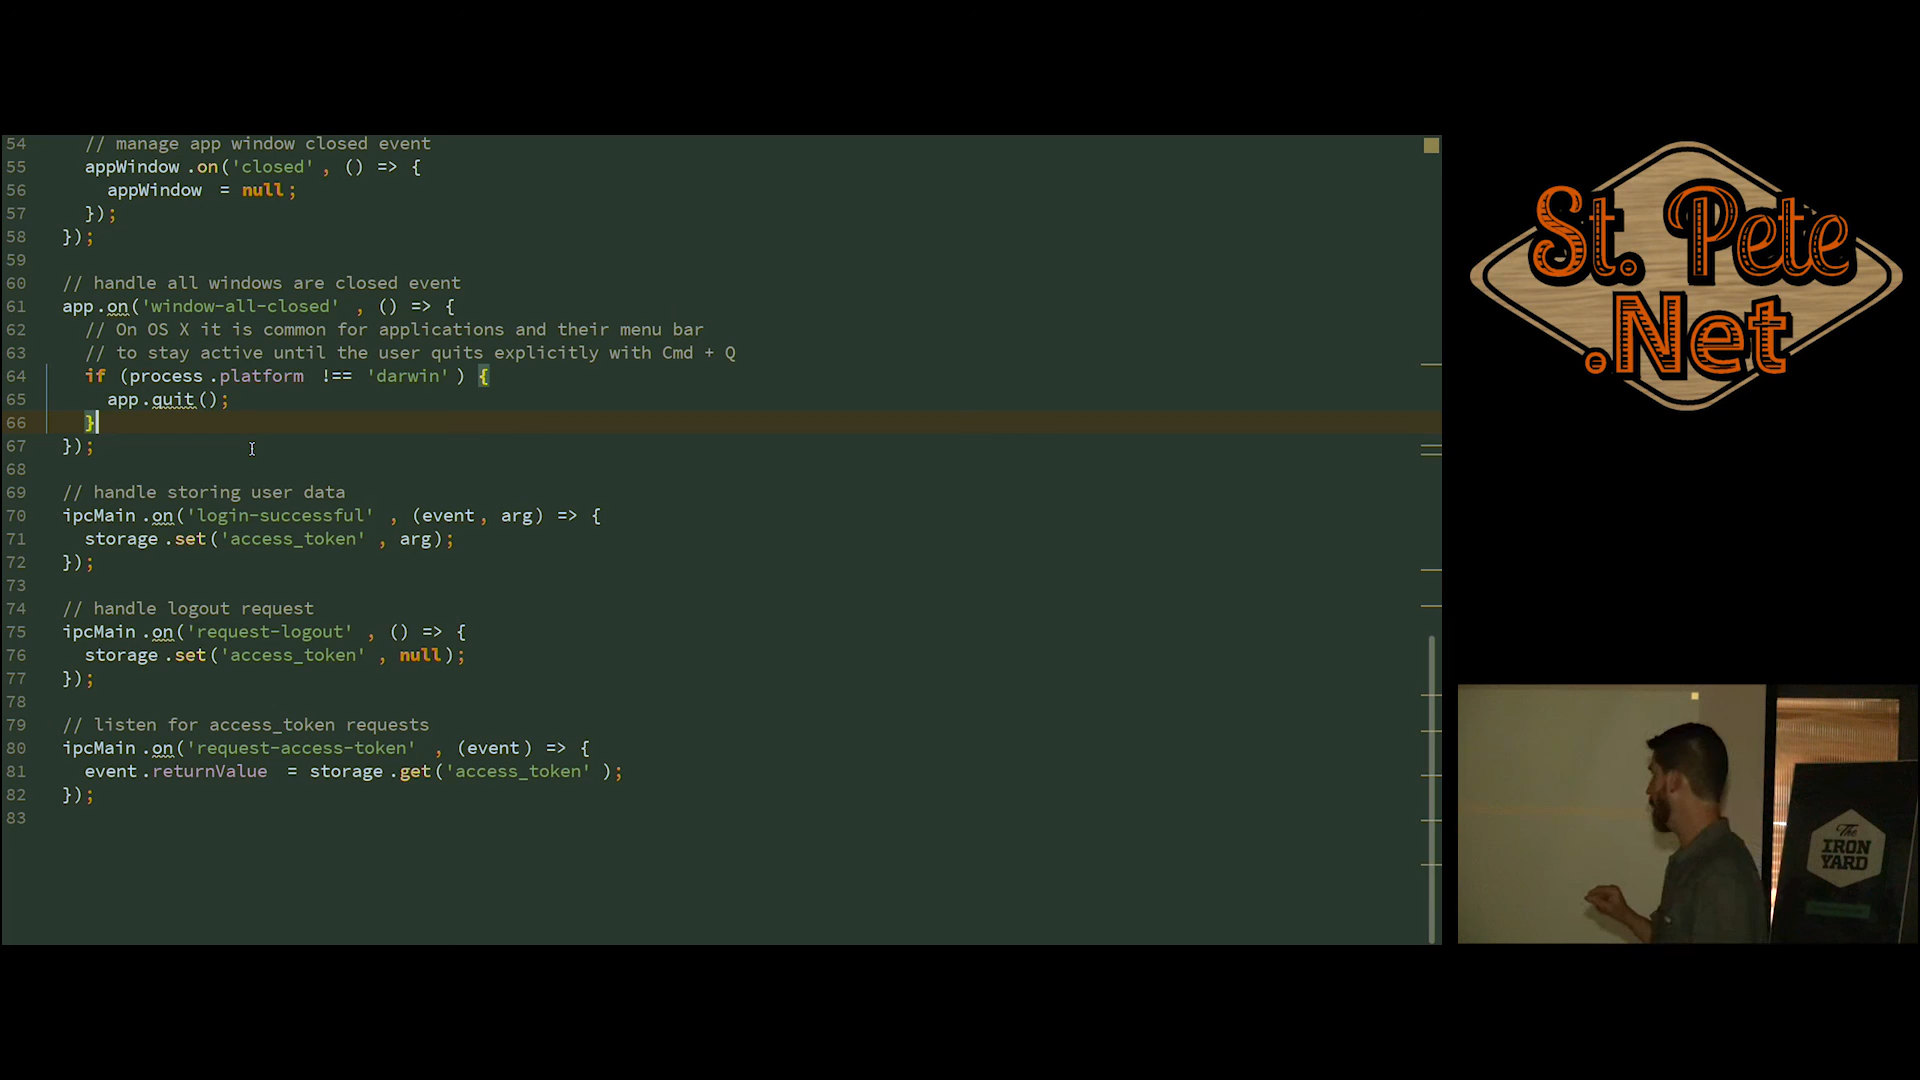 54 // manage app window closed event
55 appWindow.on('closed', () => {
56 appWindow = null;
57 });
58 });
59
60 // handle all windows are closed event
61 app.on('window-all-closed', () => {
62 // On OS X it is common for applications and their menu bar
63 // to stay active until the user quits explicitly with Cmd + Q
64 if (process.platform !== 'darwin') {
65 app.quit();
66 }
67 });
68
69 // handle storing user data
70 ipcMain.on('login-successful', (event, arg) => {
71 storage.set('access_token', arg);
72 });
73
74 // handle logout request
75 ipcMain.on('request-logout', () => {
76 storage.set('access_token', null);
77 });
78
79 // listen for access_token requests
80 ipcMain.on('request-access-token', (event) => {
81 event.returnValue = storage.get('access_token');
82 });
83
St. Pete
.Net
The
IRON
YARD